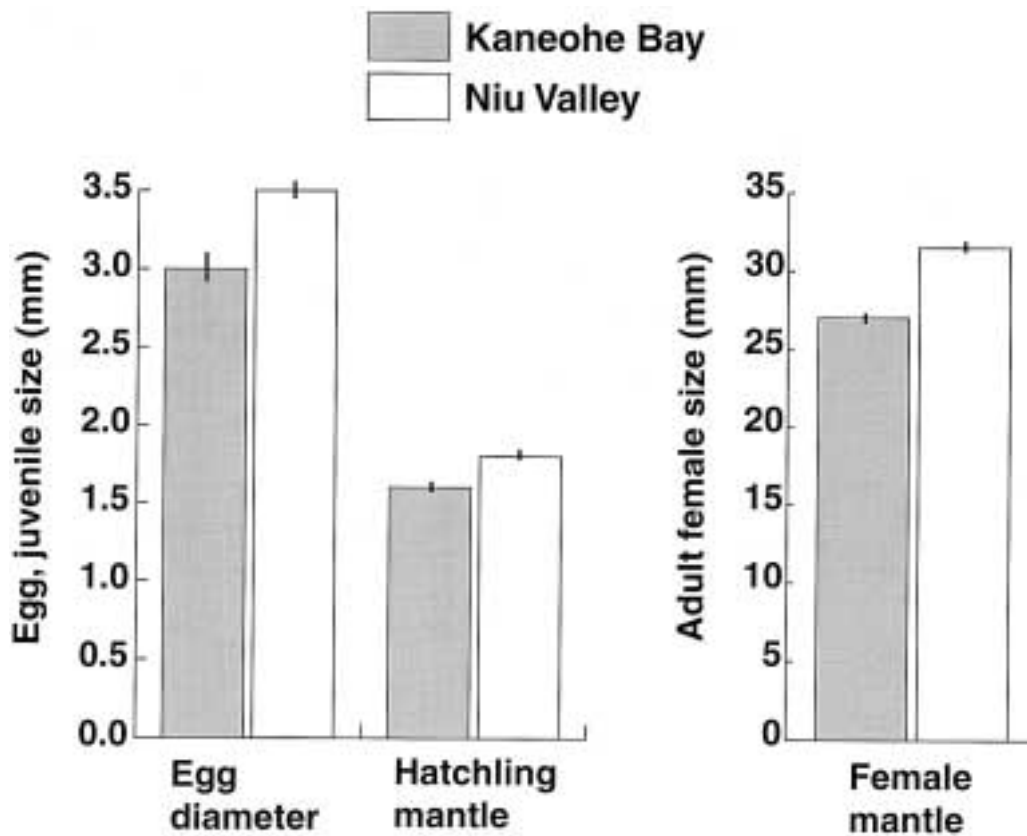 Kaneohe Bay
Niu Valley
Egg, juvenile size (mm)
3.5
3.0
2.5
2.0
1.5
1.0
0.5
0.0
Egg
diameter
Hatchling
mantle
Adult female size (mm)
35
30
25
20
15
10
5
0
Female
mantle